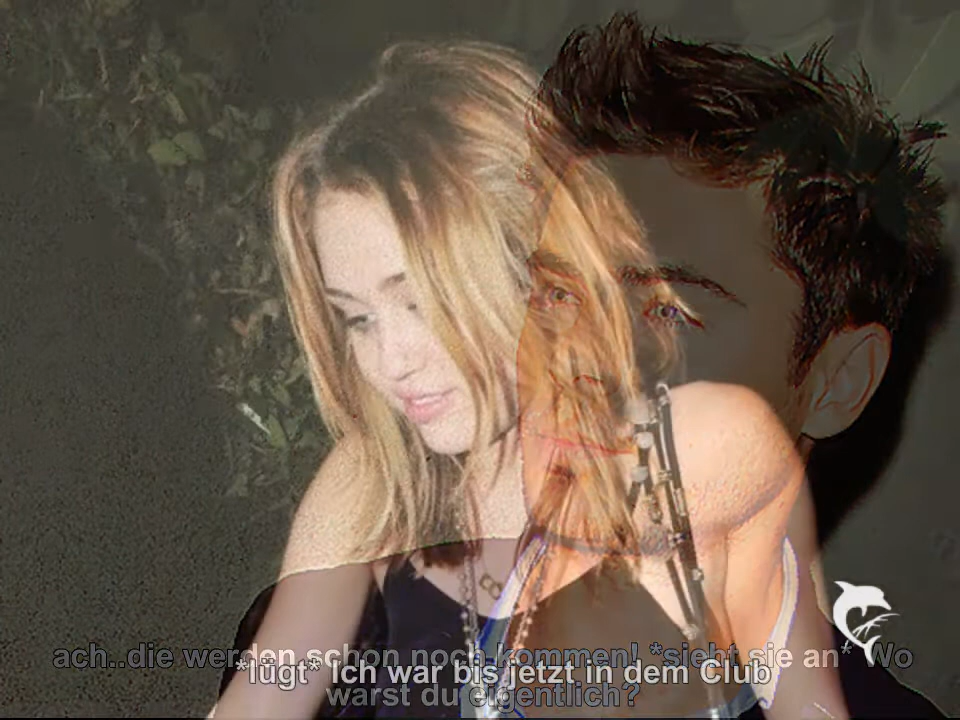 ach..die werden schon noch kommen! *sieht sie an* Wo
*lügt* Ich war bis jetzt in dem Club
warst du eigentlich?